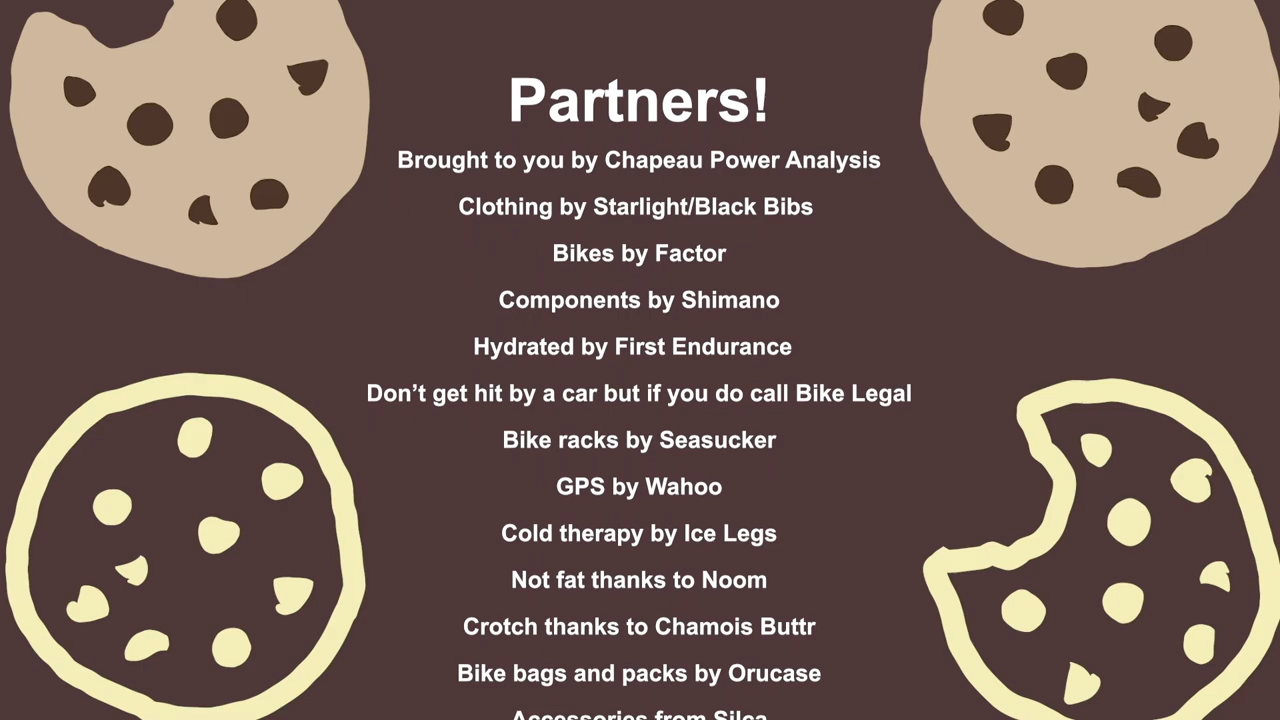 Partners!
Brought to you by Chapeau Power Analysis
Clothing by Starlight/Black Bibs
Bikes by Factor
Components by Shimano
Hydrated by First Endurance
Don’t get hit by a car but if you do call Bike Legal
Bike racks by Seasucker
GPS by Wahoo
Cold therapy by Ice Legs
Not fat thanks to Noom
Crotch thanks to Chamois Buttr
Bike bags and packs by Orucase
Accessories from Silca